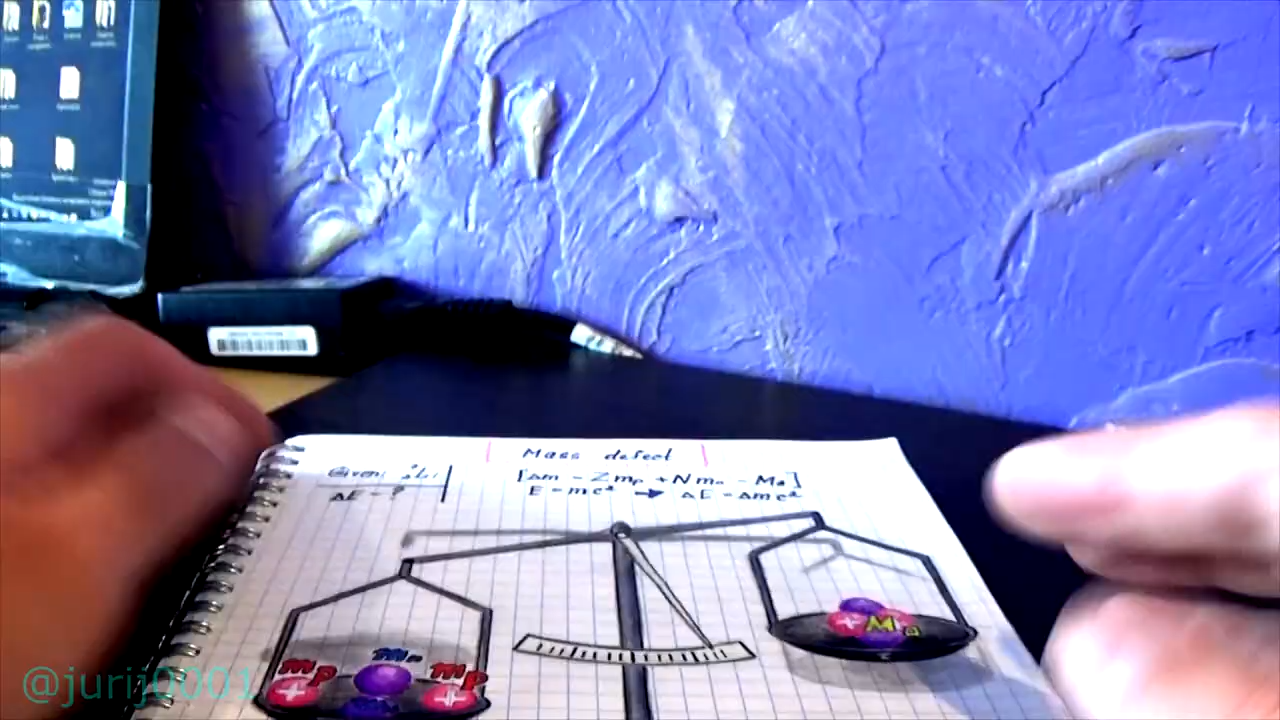 Mass defect
Given:
ΔE = ?
[Δm = Zmp + Nmn - Ma]
E = mc² → ΔE = Δmc²
mp
mn
mp
Ma
@jurij0001